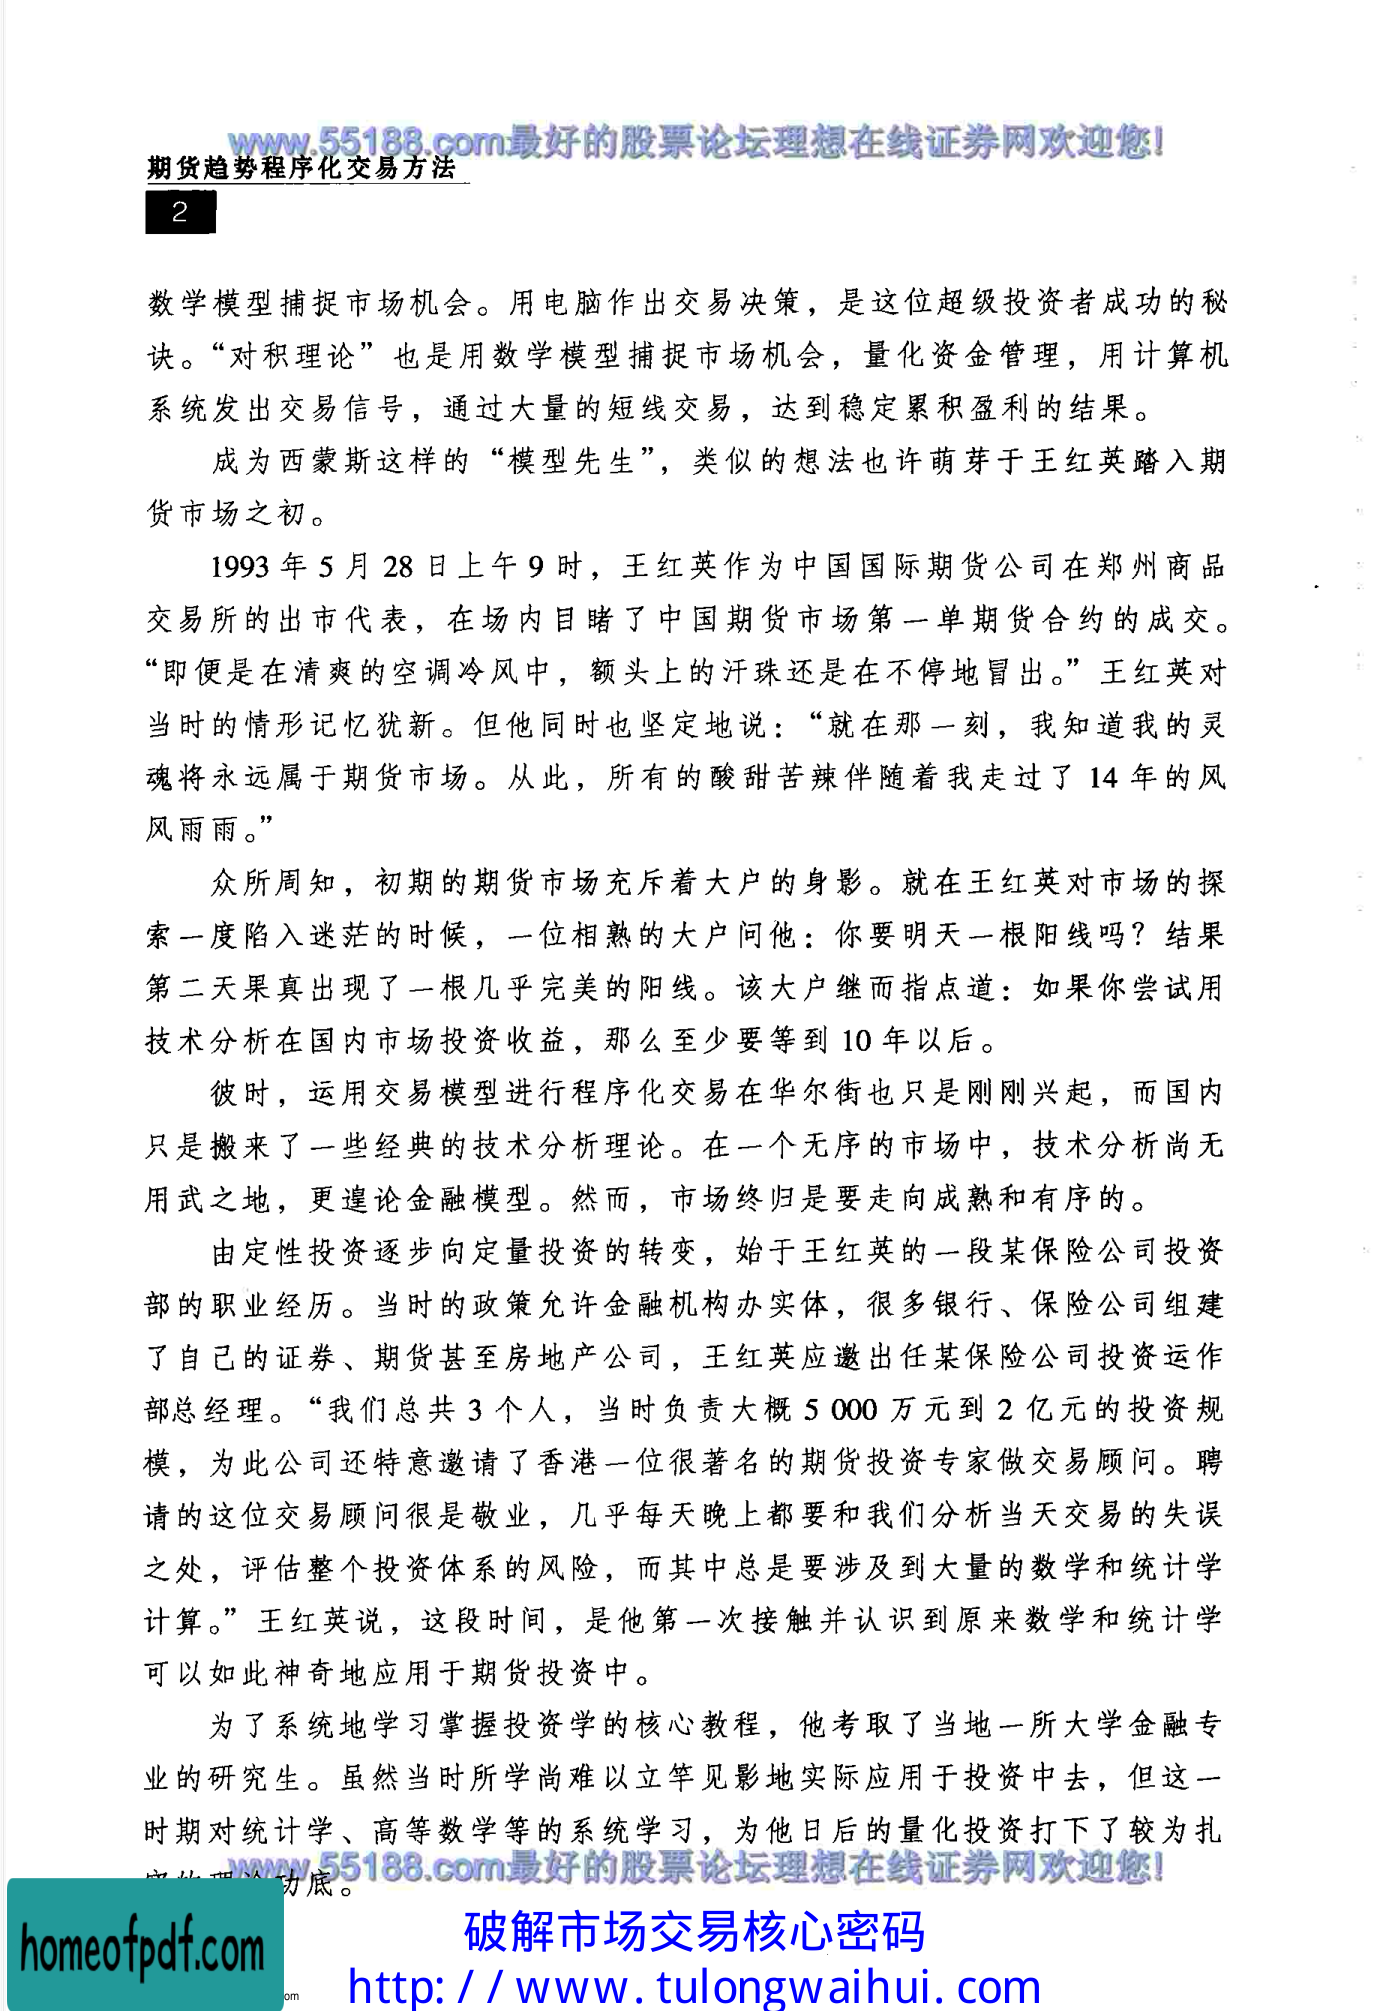 www.55188.com最好的股票论坛理想在线证券网欢迎您!
期货趋势程序化交易方法
2
数学模型捕捉市场机会。用电脑作出交易决策，是这位超级投资者成功的秘
诀。“对积理论”也是用数学模型捕捉市场机会，量化资金管理，用计算机
系统发出交易信号，通过大量的短线交易，达到稳定累积盈利的结果。
成为西蒙斯这样的“模型先生”，类似的想法也许萌芽于王红英踏入期
货市场之初。
1993 年 5 月 28 日上午 9 时，王红英作为中国国际期货公司在郑州商品
交易所的出市代表，在场内目睹了中国期货市场第一单期货合约的成交。
“即便是在清爽的空调冷风中，额头上的汗珠还是在不停地冒出。”王红英对
当时的情形记忆犹新。但他同时也坚定地说：“就在那一刻，我知道我的灵
魂将永远属于期货市场。从此，所有的酸甜苦辣伴随着我走过了 14 年的风
风雨雨。”
众所周知，初期的期货市场充斥着大户的身影。就在王红英对市场的探
索一度陷入迷茫的时候，一位相熟的大户问他：你要明天一根阳线吗？结果
第二天果真出现了一根几乎完美的阳线。该大户继而指点道：如果你尝试用
技术分析在国内市场投资收益，那么至少要等到 10 年以后。
彼时，运用交易模型进行程序化交易在华尔街也只是刚刚兴起，而国内
只是搬来了一些经典的技术分析理论。在一个无序的市场中，技术分析尚无
用武之地，更遑论金融模型。然而，市场终归是要走向成熟和有序的。
由定性投资逐步向定量投资的转变，始于王红英的一段某保险公司投资
部的职业经历。当时的政策允许金融机构办实体，很多银行、保险公司组建
了自己的证券、期货甚至房地产公司，王红英应邀出任某保险公司投资运作
部总经理。“我们总共 3 个人，当时负责大概 5 000 万元到 2 亿元的投资规
模，为此公司还特意邀请了香港一位很著名的期货投资专家做交易顾问。聘
请的这位交易顾问很是敬业，几乎每天晚上都要和我们分析当天交易的失误
之处，评估整个投资体系的风险，而其中总是要涉及到大量的数学和统计学
计算。”王红英说，这段时间，是他第一次接触并认识到原来数学和统计学
可以如此神奇地应用于期货投资中。
为了系统地学习掌握投资学的核心教程，他考取了当地一所大学金融专
业的研究生。虽然当时所学尚难以立竿见影地实际应用于投资中去，但这一
时期对统计学、高等数学等的系统学习，为他日后的量化投资打下了较为扎
功底。
www.55188.com最好的股票论坛理想在线证券网欢迎您!
homeofpdf.com
om
破解市场交易核心密码
http://www.tulongwaihui.com